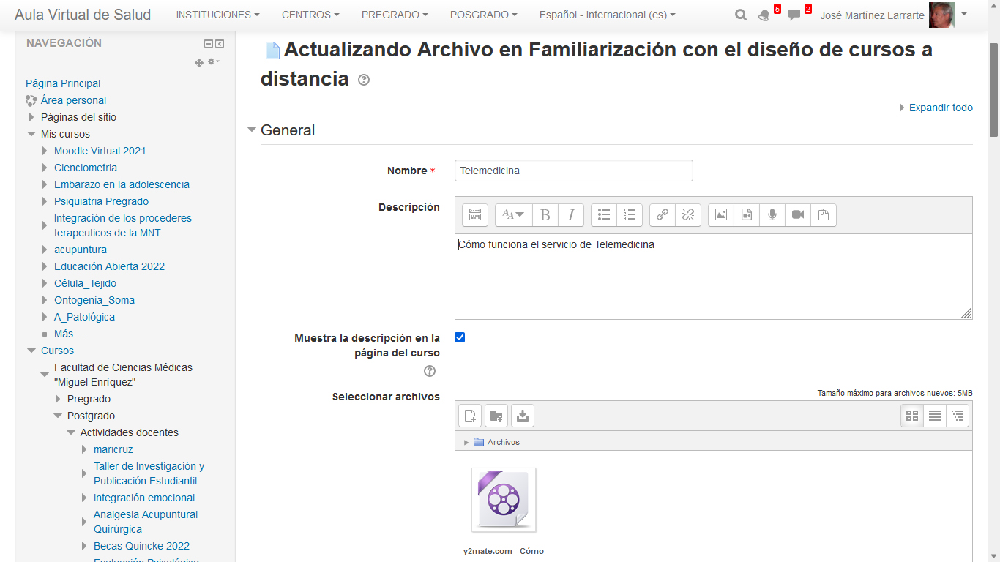 Aula Virtual de Salud INSTITUCIONES CENTROS PREGRADO POSGRADO Español - Internacional (es) 5 2 José Martínez Larrarte
NAVEGACIÓN
Página Principal
Área personal
Páginas del sitio
Mis cursos
Moodle Virtual 2021
Cienciometria
Embarazo en la adolescencia
Psiquiatria Pregrado
Integración de los procederes
terapeuticos de la MNT
acupuntura
Educación Abierta 2022
Célula_Tejido
Ontogenia_Soma
A_Patológica
Más ...
Cursos
Facultad de Ciencias Médicas
"Miguel Enríquez"
Pregrado
Postgrado
Actividades docentes
maricruz
Taller de Investigación y
Publicación Estudiantil
integración emocional
Analgesia Acupuntural
Quirúrgica
Becas Quincke 2022
Evaluación Psicológica
Actualizando Archivo en Familiarización con el diseño de cursos a
distancia
Expandir todo
General
Nombre * Telemedicina
Descripción
Cómo funciona el servicio de Telemedicina
Muestra la descripción en la
página del curso
Seleccionar archivos
Tamaño máximo para archivos nuevos: 5MB
Archivos
y2mate.com - Cómo